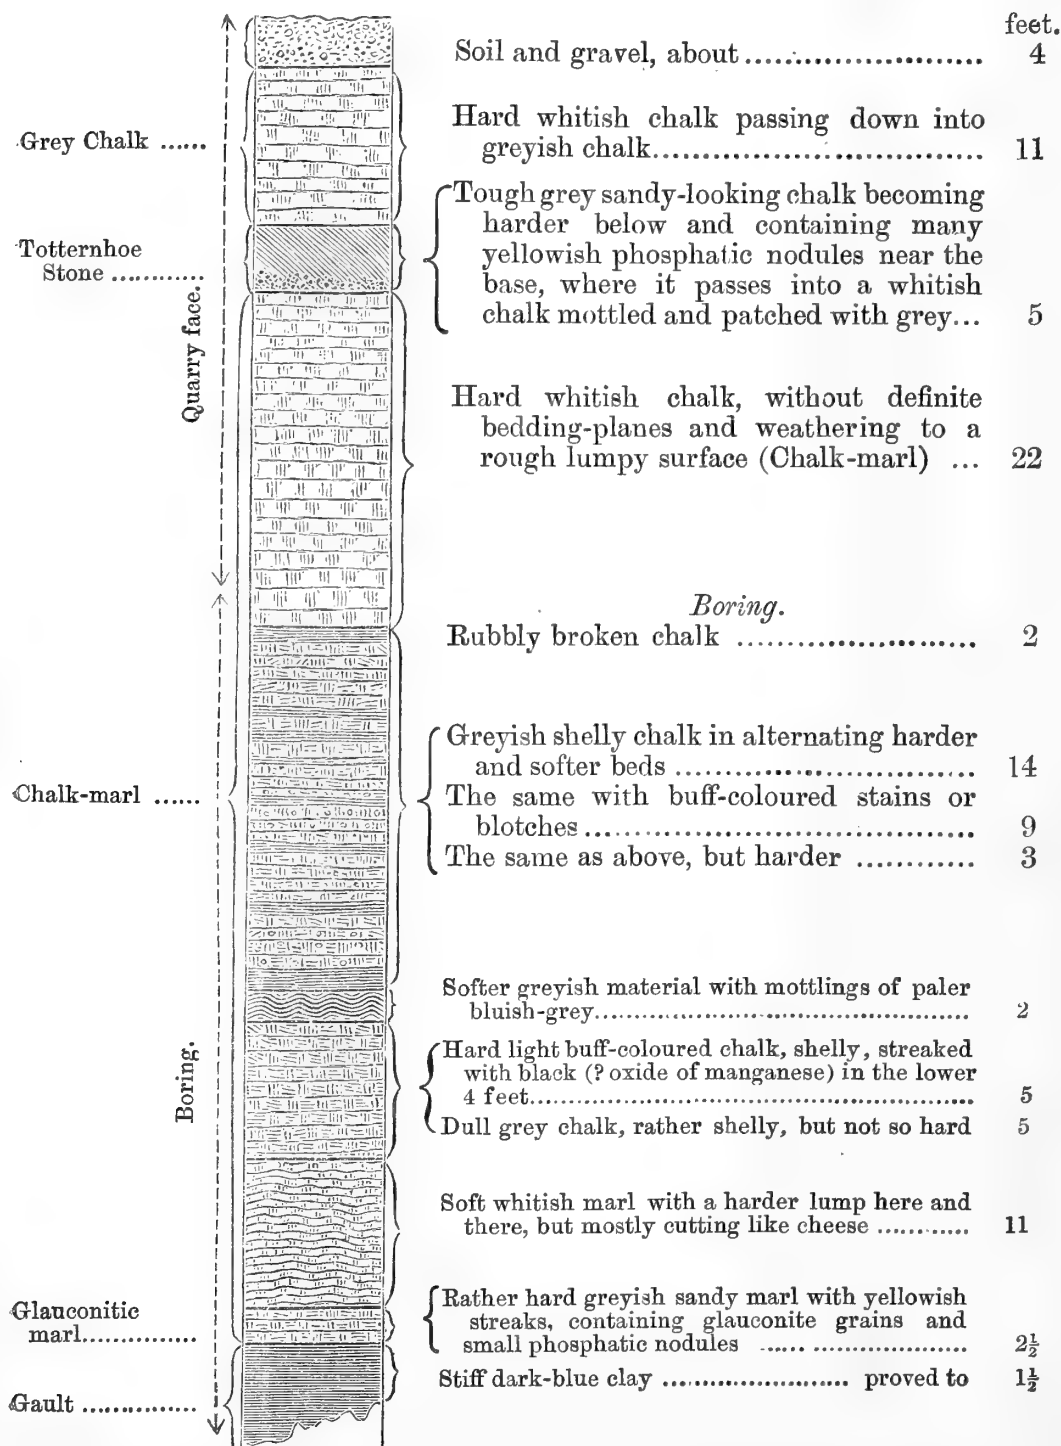 feet.
Soil and gravel, about ........................ 4
Grey Chalk ......
Hard whitish chalk passing down into
greyish chalk................................. 11
Totternhoe
Stone ............
Tough grey sandy-looking chalk becoming
harder below and containing many
yellowish phosphatic nodules near the
base, where it passes into a whitish
chalk mottled and patched with grey... 5
Quarry face.
Hard whitish chalk, without definite
bedding-planes and weathering to a
rough lumpy surface (Chalk-marl) ... 22
Boring.
Rubbly broken chalk ........................ 2
Chalk-marl ......
Greyish shelly chalk in alternating harder
and softer beds .............................. 14
The same with buff-coloured stains or
blotches ....................................... 9
The same as above, but harder ............ 3
Boring.
Softer greyish material with mottlings of paler
bluish-grey................................................ 2
Hard light buff-coloured chalk, shelly, streaked
with black (? oxide of manganese) in the lower
4 feet........................................................ 5
Dull grey chalk, rather shelly, but not so hard 5
Soft whitish marl with a harder lump here and
there, but mostly cutting like cheese ............ 11
Glauconitic
marl..............
Rather hard greyish sandy marl with yellowish
streaks, containing glauconite grains and
small phosphatic nodules ...... .................. 2½
Gault ..............
Stiff dark-blue clay ........................ proved to 1½